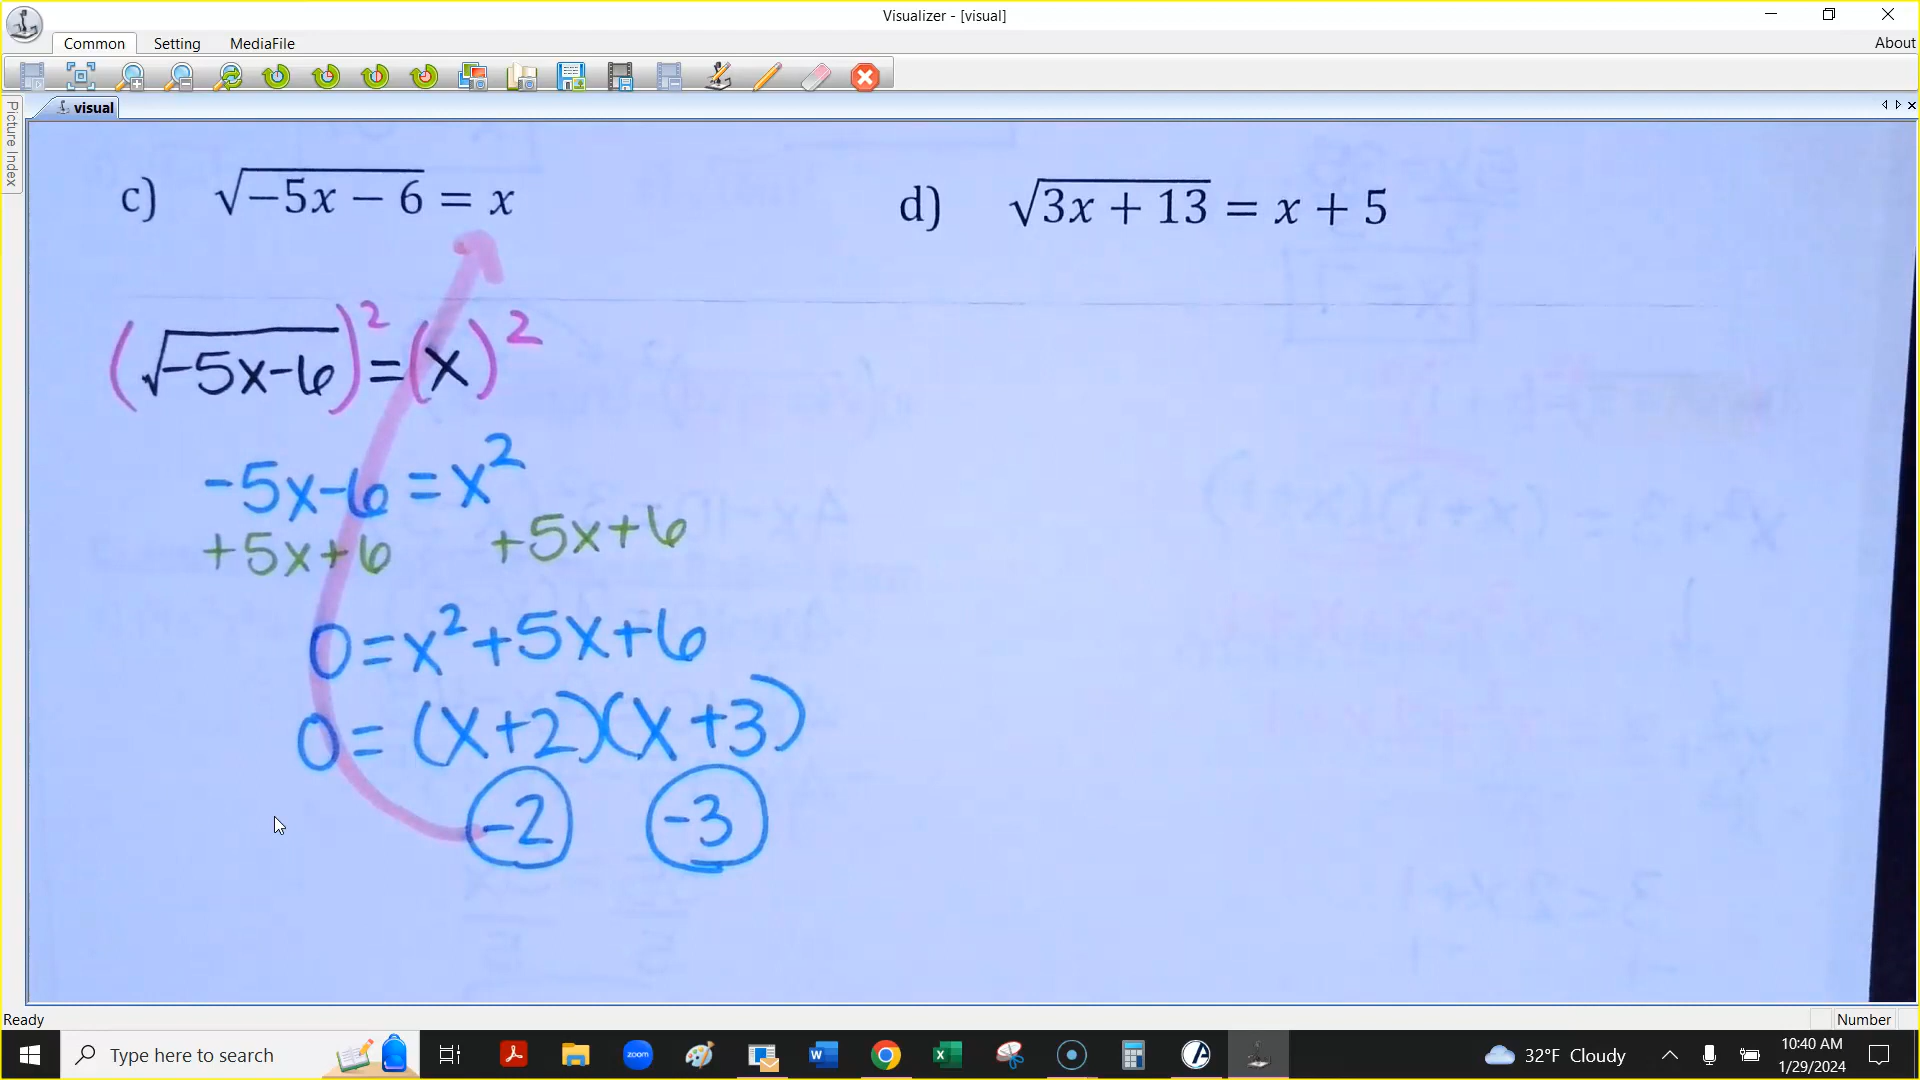 Visualizer - [visual]
Common Setting MediaFile About
Picture Index
visual
c) √−5x − 6 = x
d) √3x + 13 = x + 5
(√-5x-6)² = (x)²
-5x-6 = x²
+5x+6 +5x+6
0 = x²+5x+6
0 = (x+2)(x+3)
-2 -3
Ready Number
Type here to search
zoom
32°F Cloudy
10:40 AM
1/29/2024